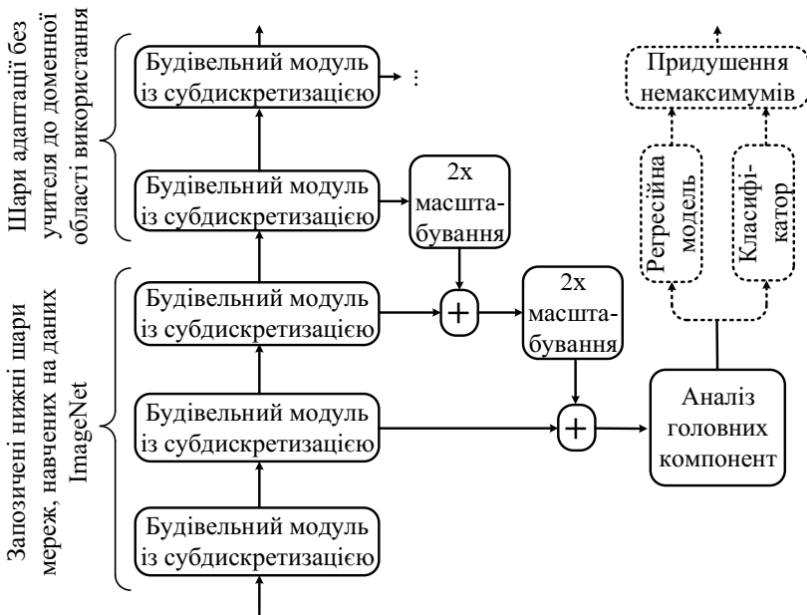 Шари адаптації без
учителя до доменної
області використання
Будівельний модуль
із субдискретизацією
...
Будівельний модуль
із субдискретизацією
2x
масшта-
бування
Запозичені нижні шари
мереж, навчених на даних
ImageNet
Будівельний модуль
із субдискретизацією
+
2x
масшта-
бування
Будівельний модуль
із субдискретизацією
+
Будівельний модуль
із субдискретизацією
Придушення
немаксимумів
Регресійна
модель
Класифі-
катор
Аналіз
головних
компонент